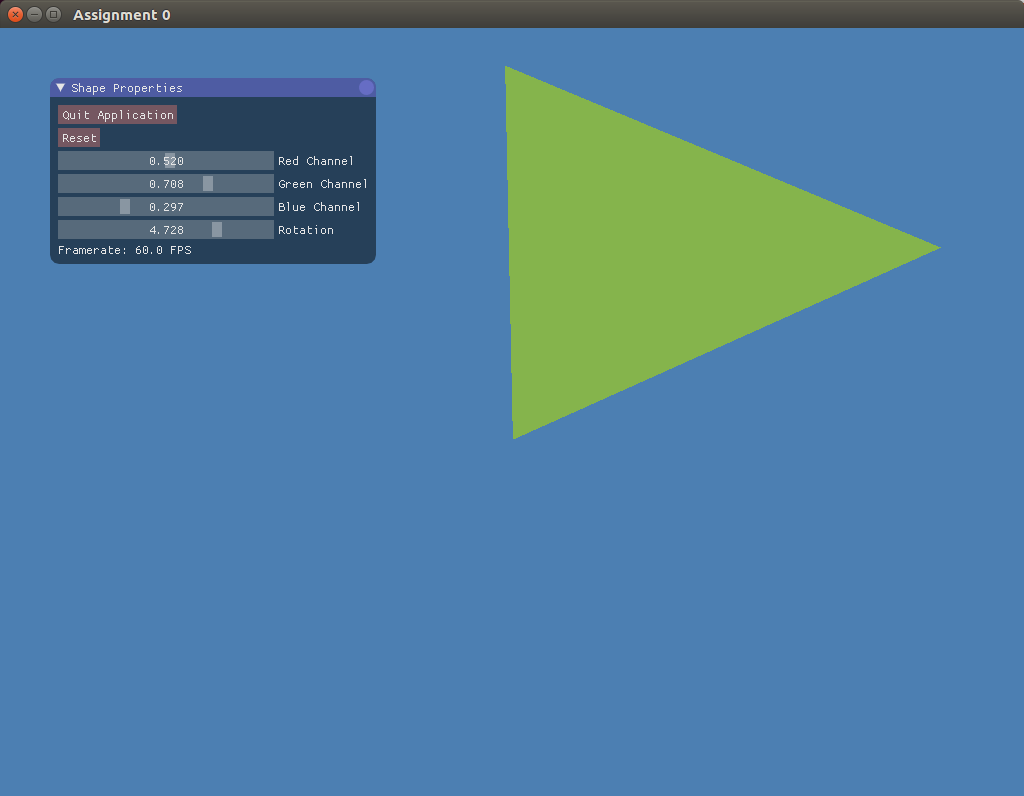 Assignment 0
Shape Properties
Quit Application
Reset
0.520 Red Channel
0.708 Green Channel
0.297 Blue Channel
4.728 Rotation
Framerate: 60.0 FPS